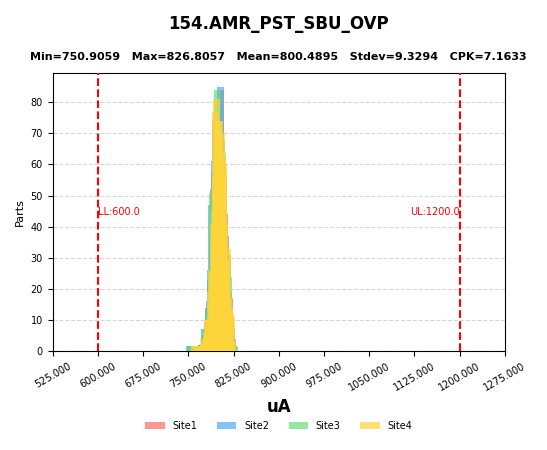 154.AMR_PST_SBU_OVP
Min=750.9059 Max=826.8057 Mean=800.4895 Stdev=9.3294 CPK=7.1633
80
70
60
50
40
30
20
10
0
Parts
LL:600.0
UL:1200.0
525.000 600.000 675.000 750.000 825.000 900.000 975.000 1050.000 1125.000 1200.000 1275.000
uA
Site1 Site2 Site3 Site4